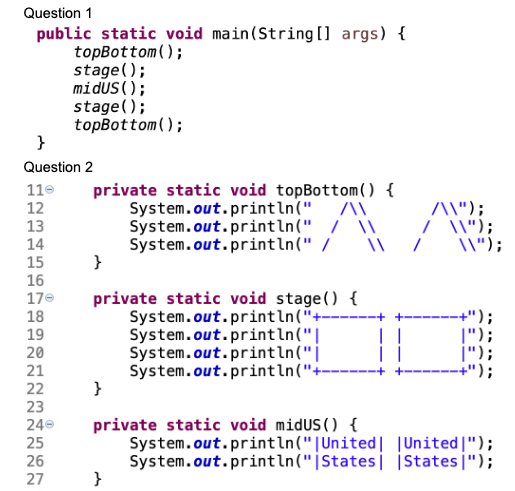 Question 1
public static void main(String[] args) {
    topBottom();
    stage();
    midUS();
    stage();
    topBottom();
}
Question 2
11    private static void topBottom() {
12        System.out.println("   /\\       /\\");
13        System.out.println("  /  \\     /  \\");
14        System.out.println(" /    \\   /    \\");
15    }
16
17    private static void stage() {
18        System.out.println("+------+ +------+");
19        System.out.println("|      | |      |");
20        System.out.println("|      | |      |");
21        System.out.println("+------+ +------+");
22    }
23
24    private static void midUS() {
25        System.out.println("|United| |United|");
26        System.out.println("|States| |States|");
27    }